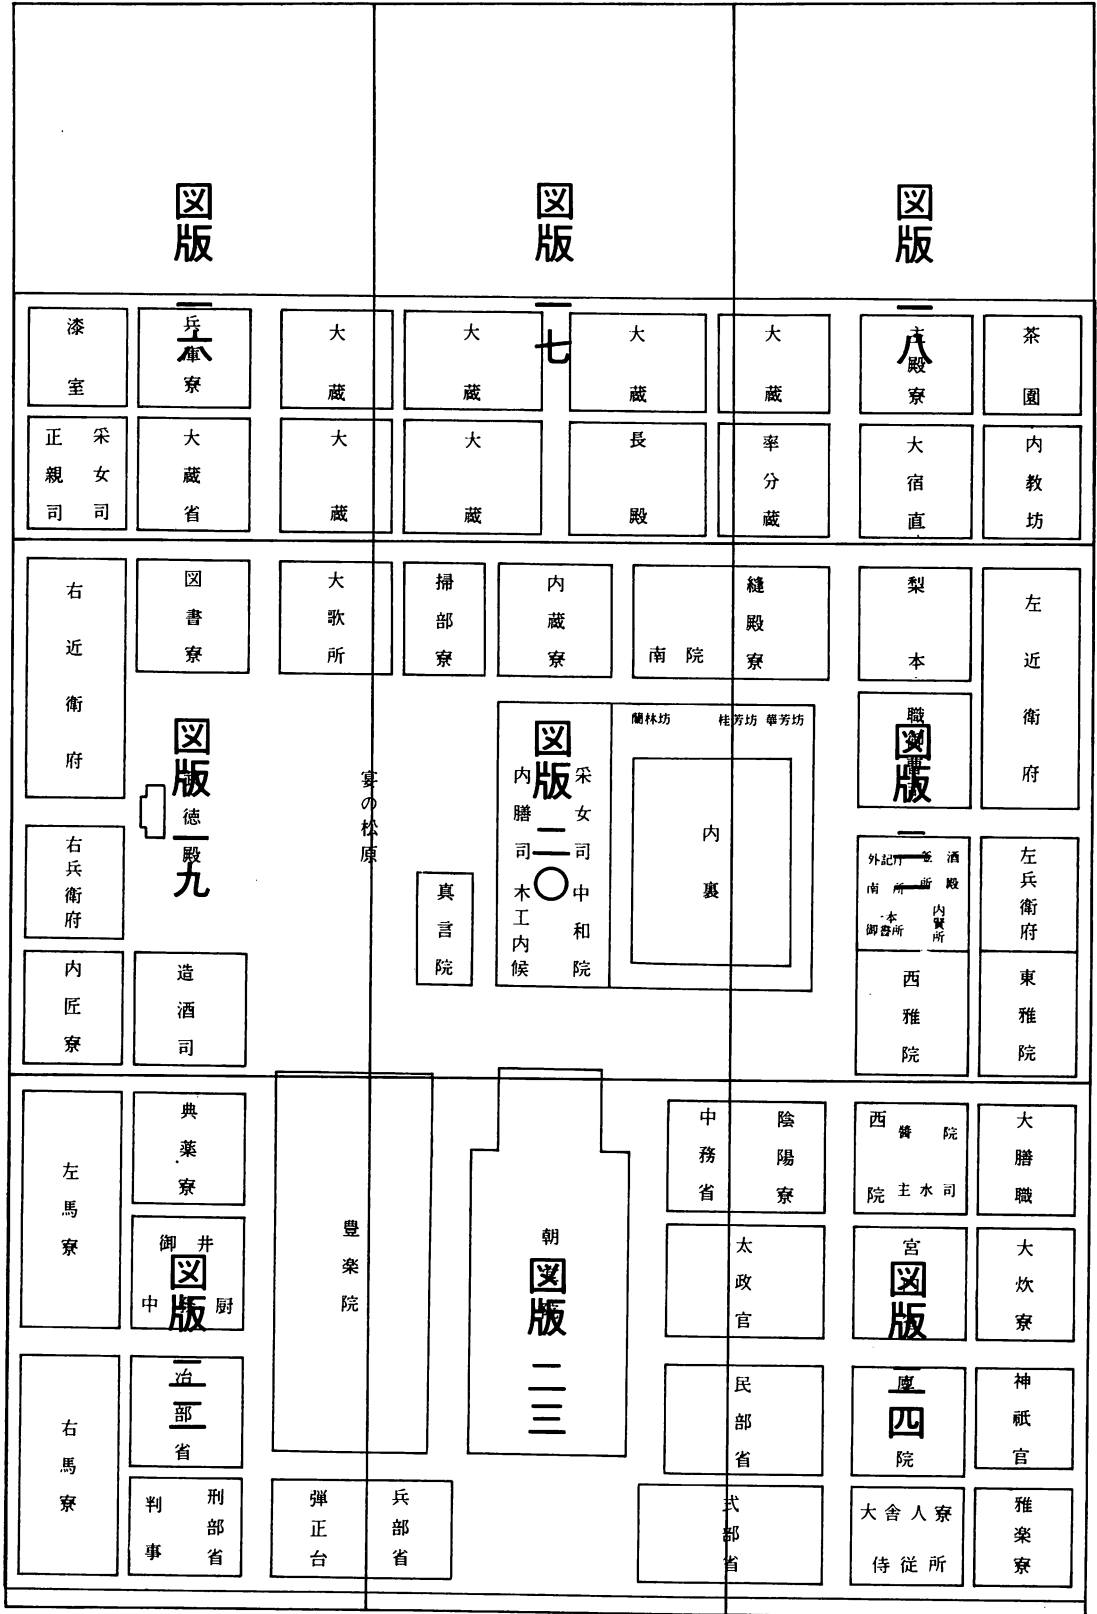 図版一六
図版一七
図版一八
漆室
兵庫寮
大蔵
大蔵
大蔵
大蔵
主殿寮
茶園
采女司
正親司
大蔵省
大蔵
大蔵
長殿
率分蔵
大宿直
内教坊
右近衛府
図書寮
大歌所
掃部寮
内蔵寮
縫殿寮
南院
梨本
左近衛府
図版一九
図版二〇
図版二一
徳殿
宴の松原
真言院
采女司
内膳司
中和院
木工内候
蘭林坊
桂芳坊
華芳坊
内裏
職御曹司
右兵衛府
内匠寮
造酒司
外記庁
釜所
酒殿
南所
一本御書所
内竪所
左兵衛府
西雅院
東雅院
左馬寮
典薬寮
御井
中 厨
図版二二
治部省
右馬寮
判事
刑部省
豊楽院
弾正台
兵部省
朝
図版二三
中務省
陰陽寮
太政官
民部省
式部省
西院
醬院
主水司
宮
図版二四
院
大舎人寮
侍従所
大膳職
大炊寮
神祇官
雅楽寮